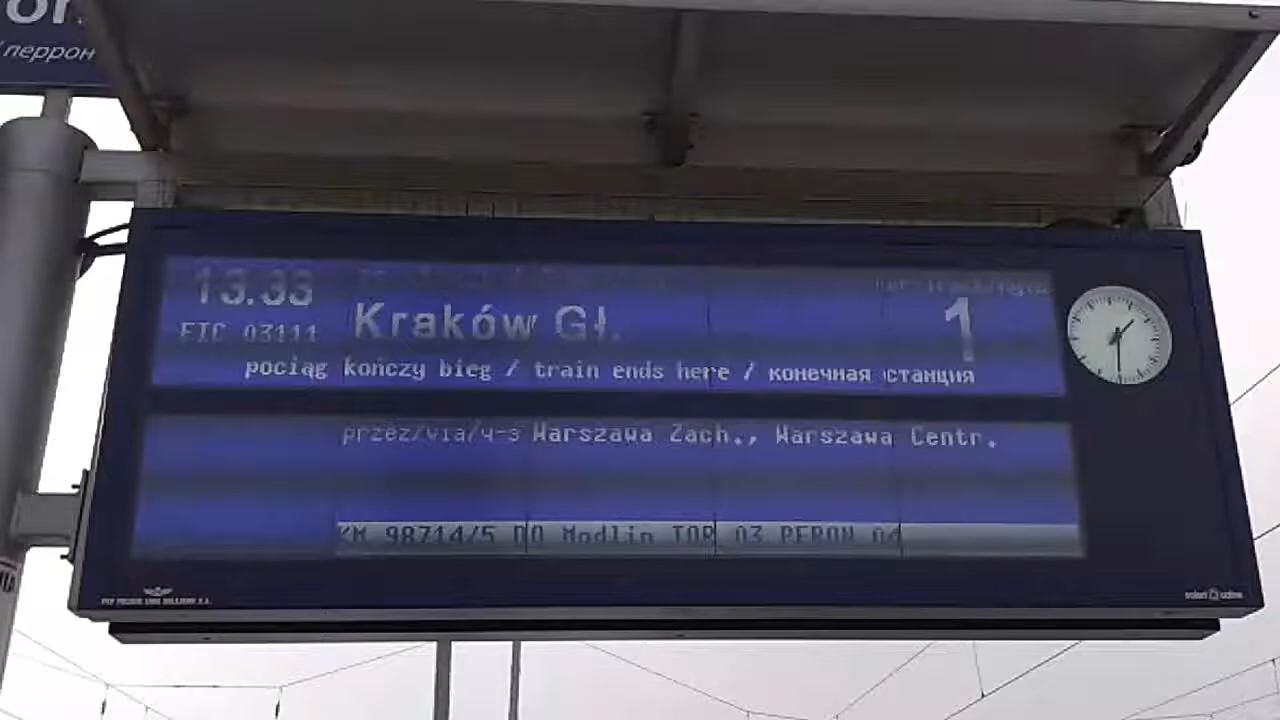 перрон
13.33
Kraków Gł.
1
EIC 03111
pociąg kończy bieg / train ends here / конечная станция
przez/via/ч-з Warszawa Zach., Warszawa Centr.
KM 98714/5 DO Modlin TOR 03 PERON 04